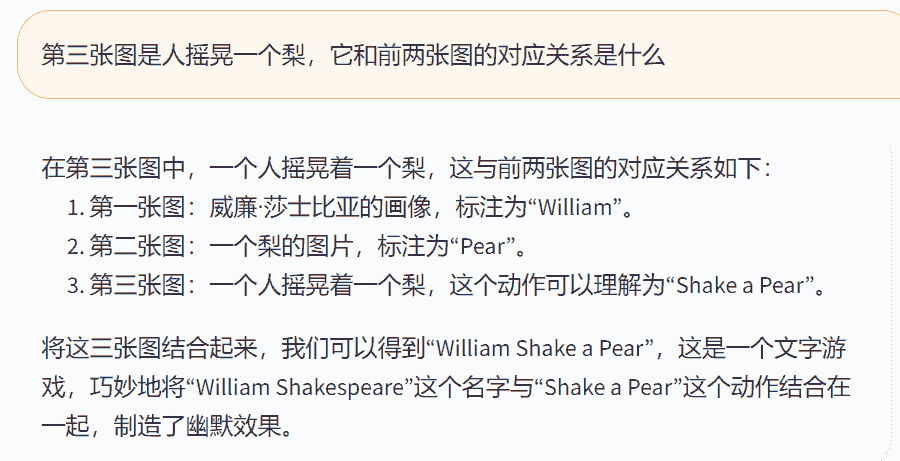 第三张图是人摇晃一个梨，它和前两张图的对应关系是什么
在第三张图中，一个人摇晃着一个梨，这与前两张图的对应关系如下：
1. 第一张图：威廉·莎士比亚的画像，标注为“William”。
2. 第二张图：一个梨的图片，标注为“Pear”。
3. 第三张图：一个人摇晃着一个梨，这个动作可以理解为“Shake a Pear”。
将这三张图结合起来，我们可以得到“William Shake a Pear”，这是一个文字游
戏，巧妙地将“William Shakespeare”这个名字与“Shake a Pear”这个动作结合在
一起，制造了幽默效果。